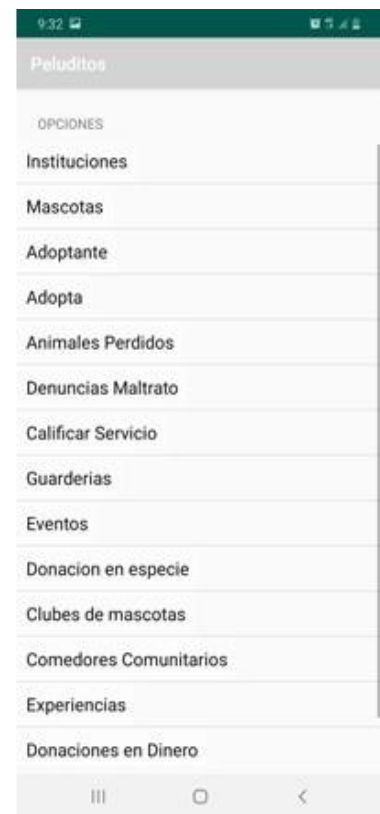 9:32
Peluditos
OPCIONES
Instituciones
Mascotas
Adoptante
Adopta
Animales Perdidos
Denuncias Maltrato
Calificar Servicio
Guarderias
Eventos
Donacion en especie
Clubes de mascotas
Comedores Comunitarios
Experiencias
Donaciones en Dinero